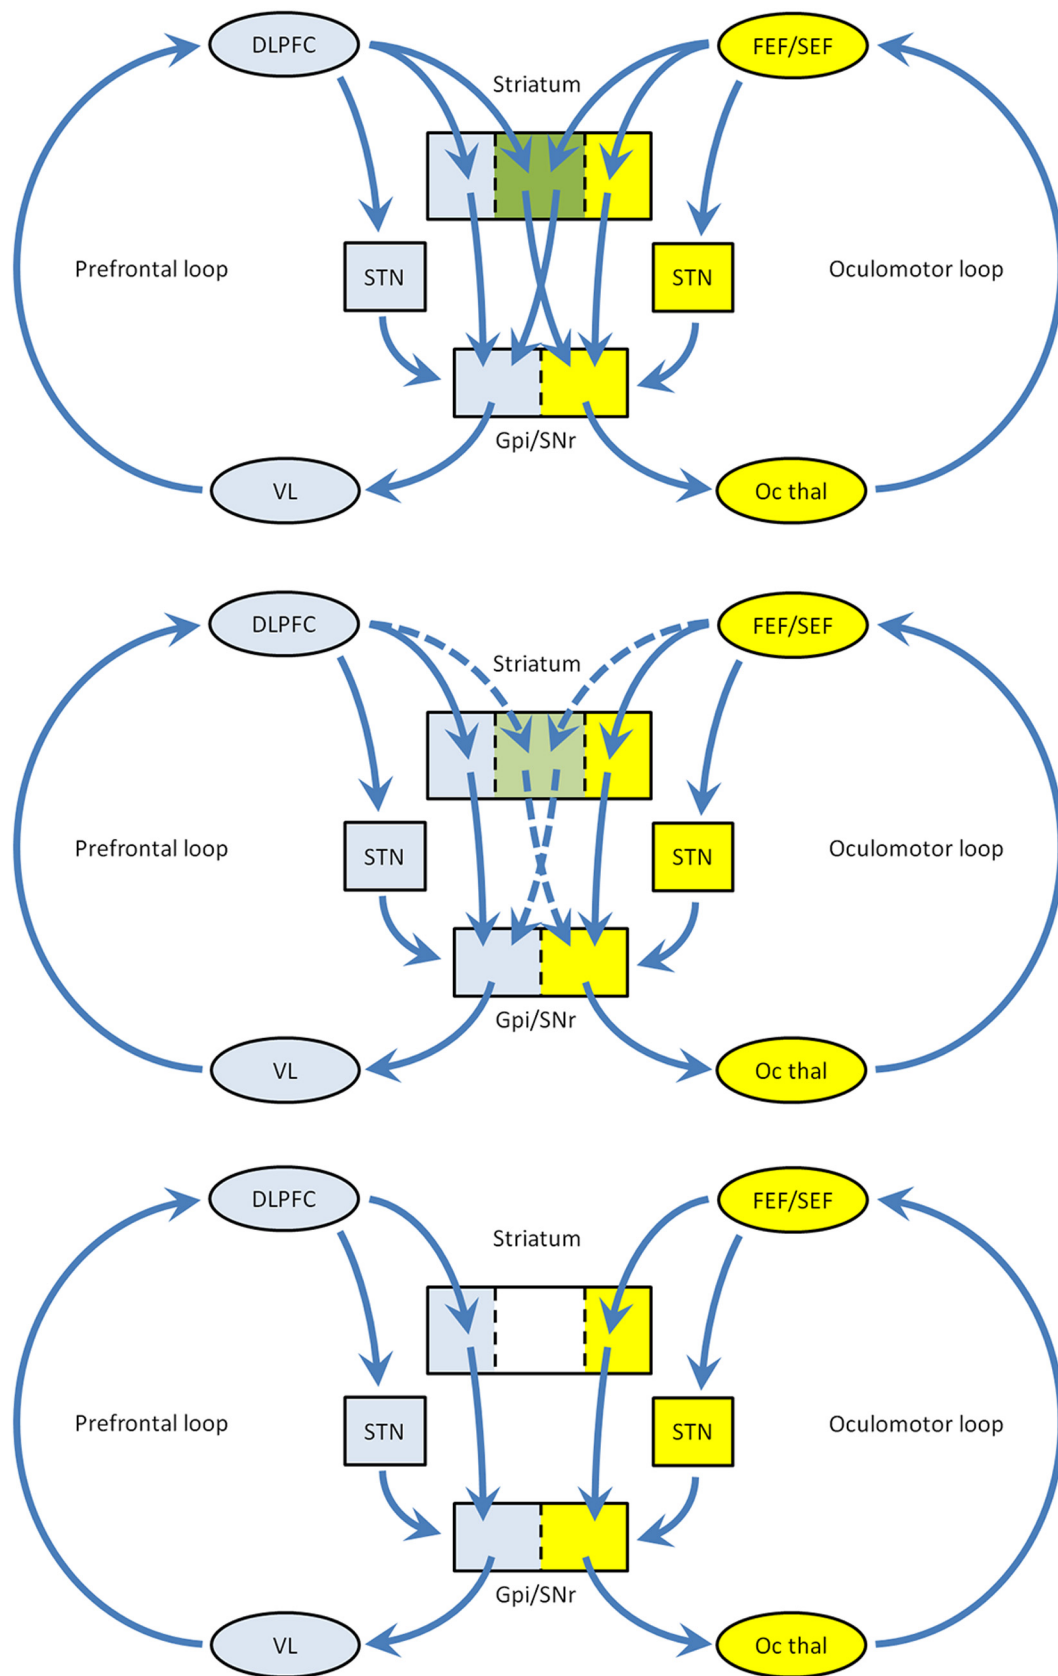 DLPFC
FEF/SEF
Striatum
Prefrontal loop
STN
STN
Oculomotor loop
Gpi/SNr
VL
Oc thal
DLPFC
FEF/SEF
Striatum
Prefrontal loop
STN
STN
Oculomotor loop
Gpi/SNr
VL
Oc thal
DLPFC
FEF/SEF
Striatum
Prefrontal loop
STN
STN
Oculomotor loop
Gpi/SNr
VL
Oc thal